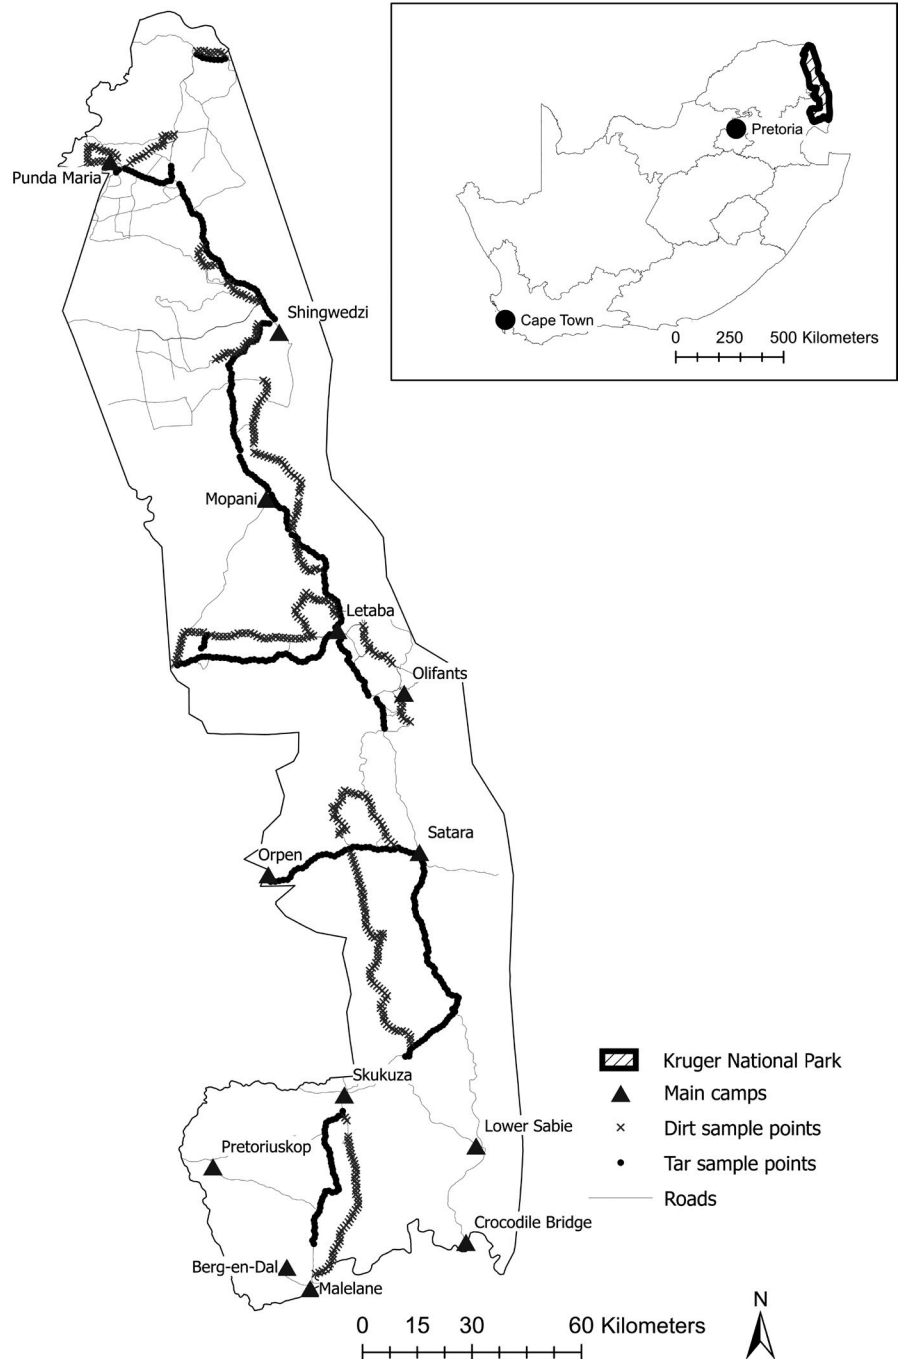 Pretoria
Cape Town
0 250 500 Kilometers
Punda Maria
Shingwedzi
Mopani
Letaba
Olifants
Satara
Orpen
Skukuza
Lower Sabie
Pretoriuskop
Crocodile Bridge
Berg-en-Dal
Malelane
Kruger National Park
Main camps
Dirt sample points
Tar sample points
Roads
0 15 30 60 Kilometers
N